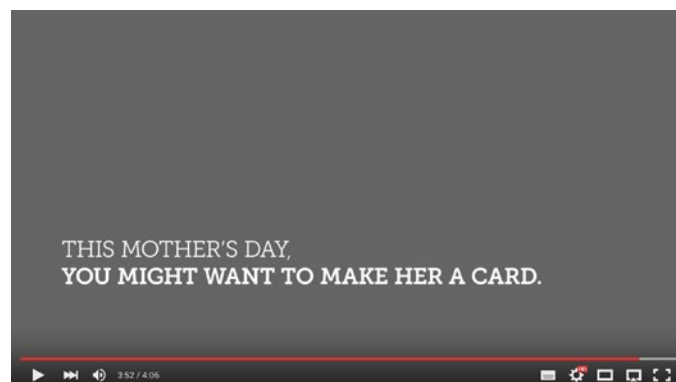 THIS MOTHER'S DAY,
YOU MIGHT WANT TO MAKE HER A CARD.
3:52 / 4:06